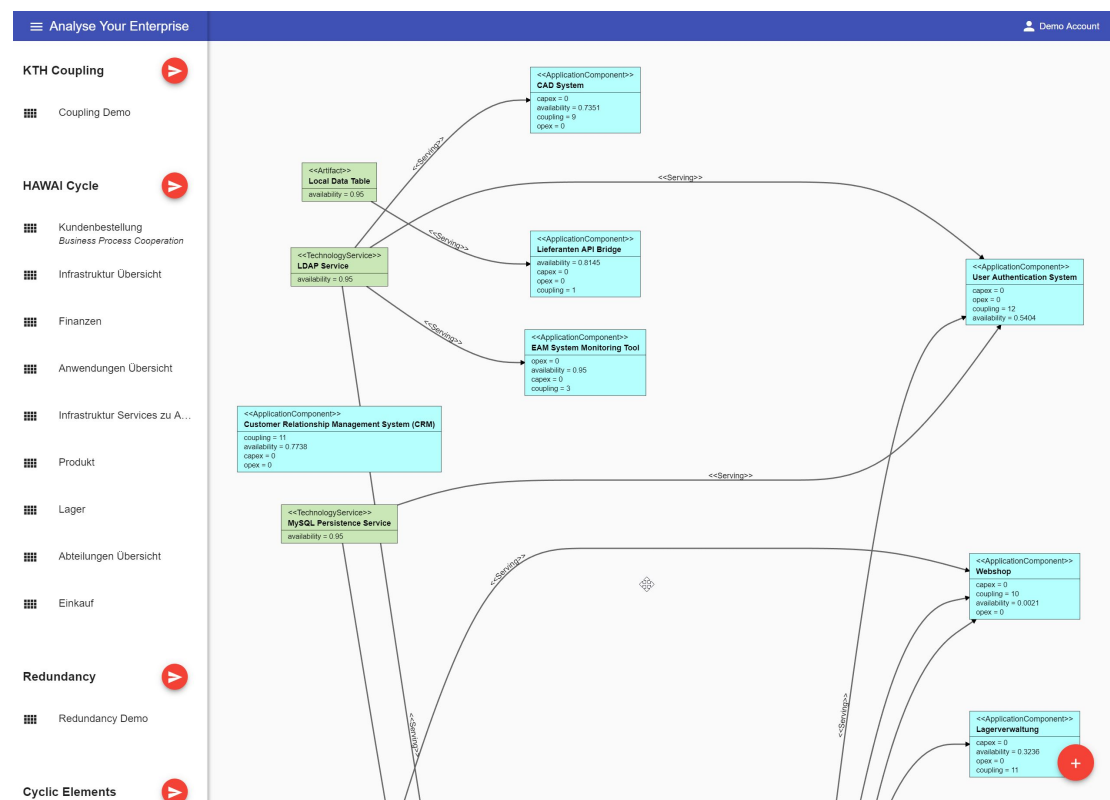 Analyse Your Enterprise
Demo Account
KTH Coupling
Coupling Demo
HAWAI Cycle
Kundenbestellung
Business Process Cooperation
Infrastruktur Übersicht
Finanzen
Anwendungen Übersicht
Infrastruktur Services zu A...
Produkt
Lager
Abteilungen Übersicht
Einkauf
Redundancy
Redundancy Demo
Cyclic Elements
<<ApplicationComponent>>
CAD System
capex = 0
availability = 0.7351
coupling = 9
opex = 0
<<Serving>>
<<Artifact>>
Local Data Table
availability = 0.95
<<Serving>>
<<Serving>>
<<TechnologyService>>
LDAP Service
availability = 0.95
<<ApplicationComponent>>
Lieferanten API Bridge
availability = 0.8145
capex = 0
opex = 0
coupling = 1
<<ApplicationComponent>>
User Authentication System
capex = 0
opex = 0
coupling = 12
availability = 0.5404
<<Serving>>
<<ApplicationComponent>>
EAM System Monitoring Tool
opex = 0
availability = 0.95
capex = 0
coupling = 3
<<ApplicationComponent>>
Customer Relationship Management System (CRM)
coupling = 11
availability = 0.7738
capex = 0
opex = 0
<<Serving>>
<<TechnologyService>>
MySQL Persistence Service
availability = 0.95
<<Serving>>
<<ApplicationComponent>>
Webshop
capex = 0
coupling = 10
availability = 0.0021
opex = 0
<<Serving>>
<<Serving>>
<<ApplicationComponent>>
Lagerverwaltung
capex = 0
availability = 0.3236
opex = 0
coupling = 11
+